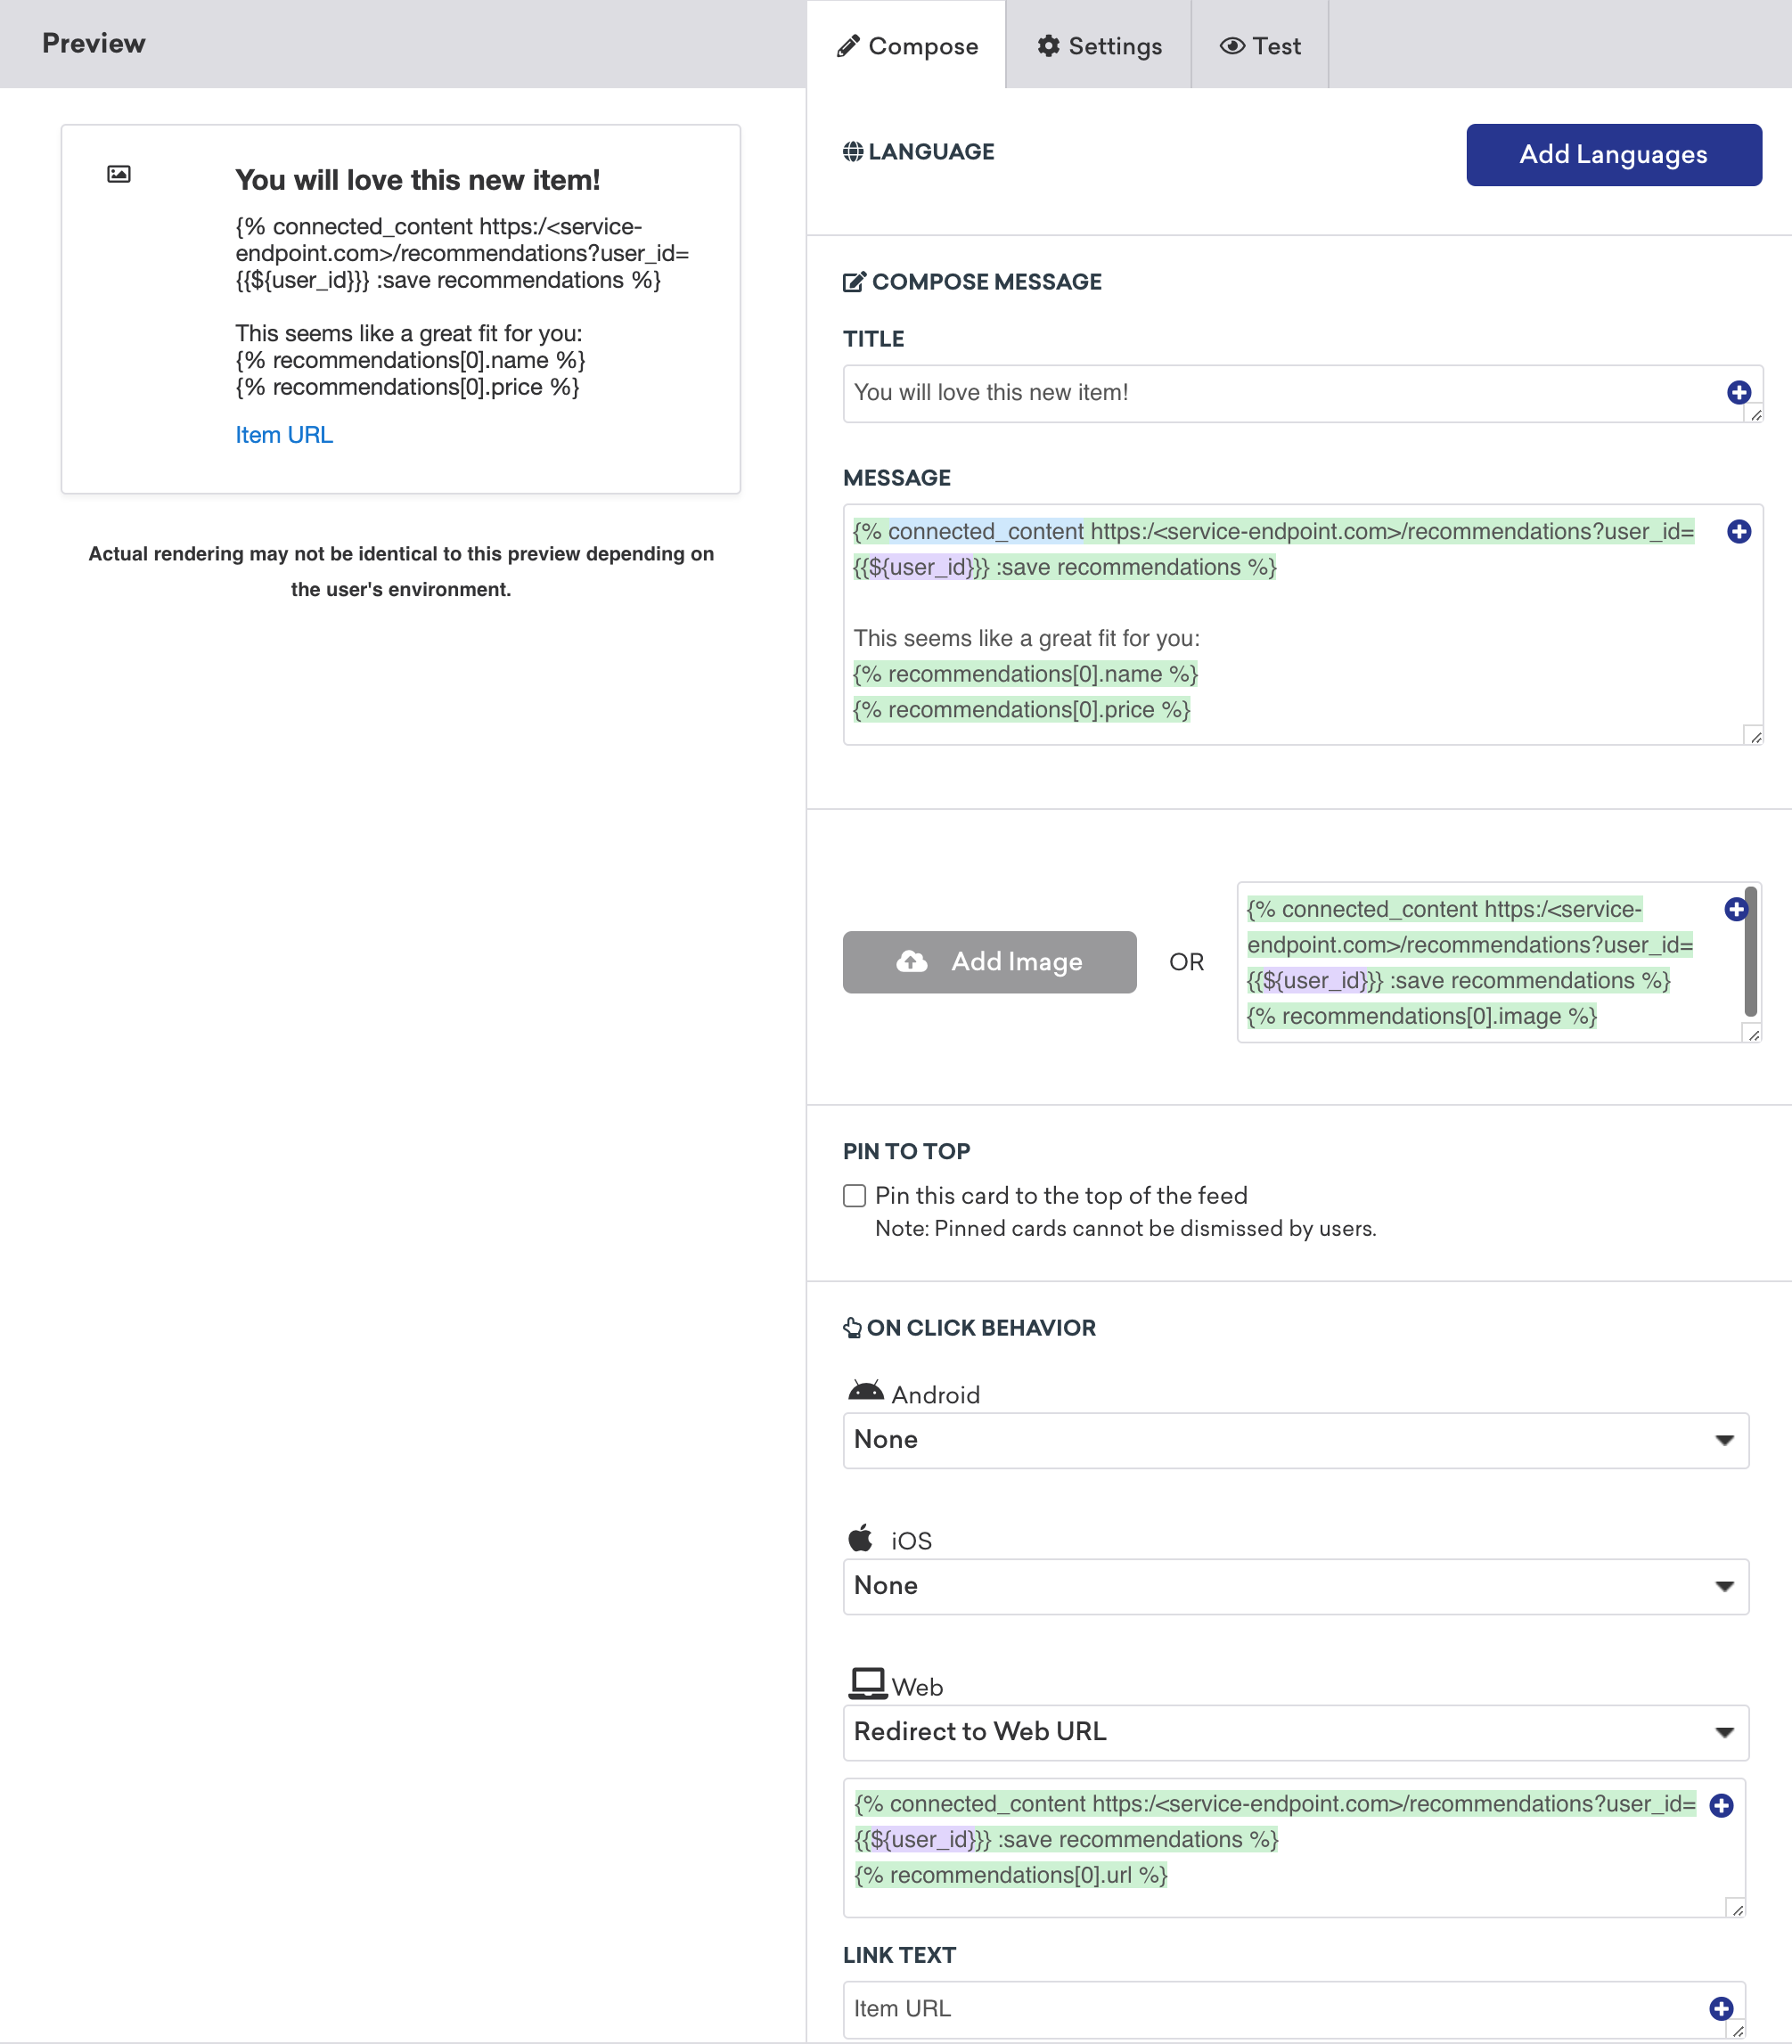 Preview
You will love this new item!
{% connected_content https:/<service-
endpoint.com>/recommendations?user_id=
{{${user_id}}} :save recommendations %}
This seems like a great fit for you:
{% recommendations[0].name %}
{% recommendations[0].price %}
Item URL
Actual rendering may not be identical to this preview depending on
the user's environment.
Compose
Settings
Test
LANGUAGE
Add Languages
COMPOSE MESSAGE
TITLE
You will love this new item!
MESSAGE
{% connected_content https:/<service-endpoint.com>/recommendations?user_id=
{{${user_id}}} :save recommendations %}
This seems like a great fit for you:
{% recommendations[0].name %}
{% recommendations[0].price %}
Add Image
OR
{% connected_content https:/<service-
endpoint.com>/recommendations?user_id=
{{${user_id}}} :save recommendations %}
{% recommendations[0].image %}
PIN TO TOP
Pin this card to the top of the feed
Note: Pinned cards cannot be dismissed by users.
ON CLICK BEHAVIOR
Android
None
iOS
None
Web
Redirect to Web URL
{% connected_content https:/<service-endpoint.com>/recommendations?user_id=
{{${user_id}}} :save recommendations %}
{% recommendations[0].url %}
LINK TEXT
Item URL